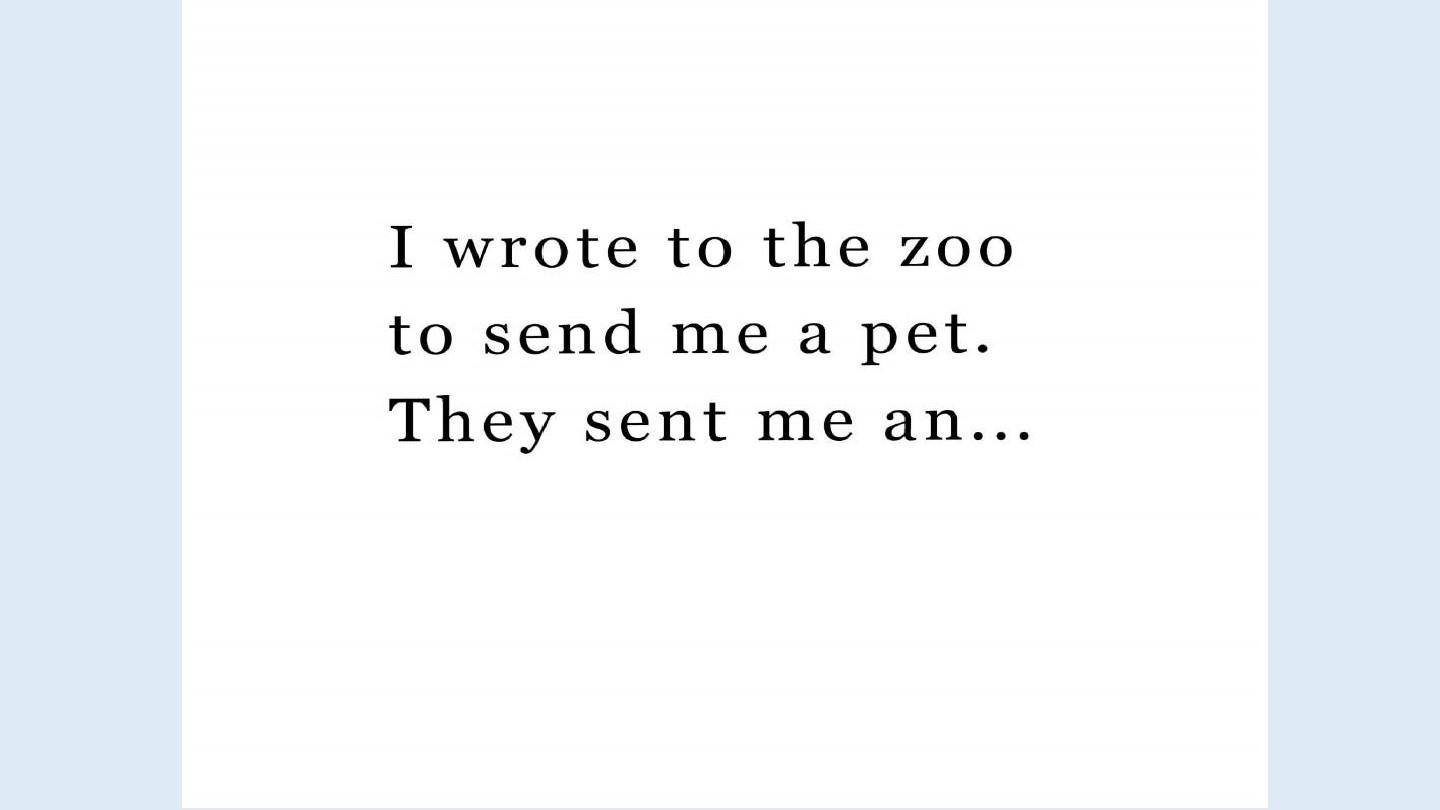 I wrote to the zoo
to send me a pet.
They sent me an...